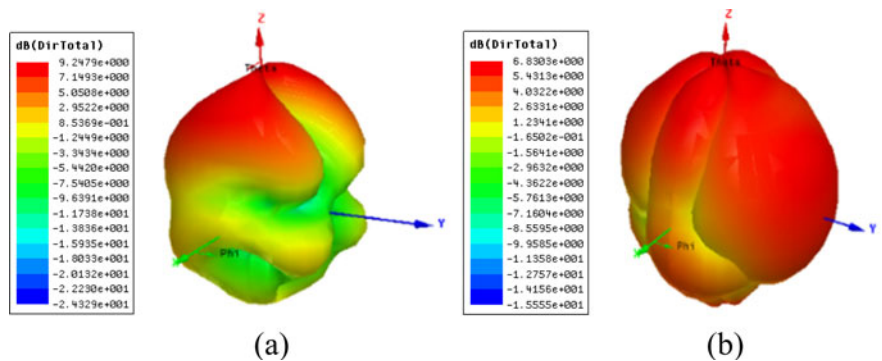 dB(DirTotal)
9.2479e+000
7.1493e+000
5.0508e+000
2.9522e+000
8.5369e-001
-1.2449e+000
-3.3434e+000
-5.4420e+000
-7.5405e+000
-9.6391e+000
-1.1738e+001
-1.3836e+001
-1.5935e+001
-1.8033e+001
-2.0132e+001
-2.2230e+001
-2.4329e+001
Z
Theta
Y
X
Phi
(a)
dB(DirTotal)
6.8303e+000
5.4313e+000
4.0322e+000
2.6331e+000
1.2341e+000
-1.6502e-001
-1.5641e+000
-2.9632e+000
-4.3622e+000
-5.7613e+000
-7.1604e+000
-8.5595e+000
-9.9585e+000
-1.1358e+001
-1.2757e+001
-1.4156e+001
-1.5555e+001
Z
Theta
Y
X
Phi
(b)